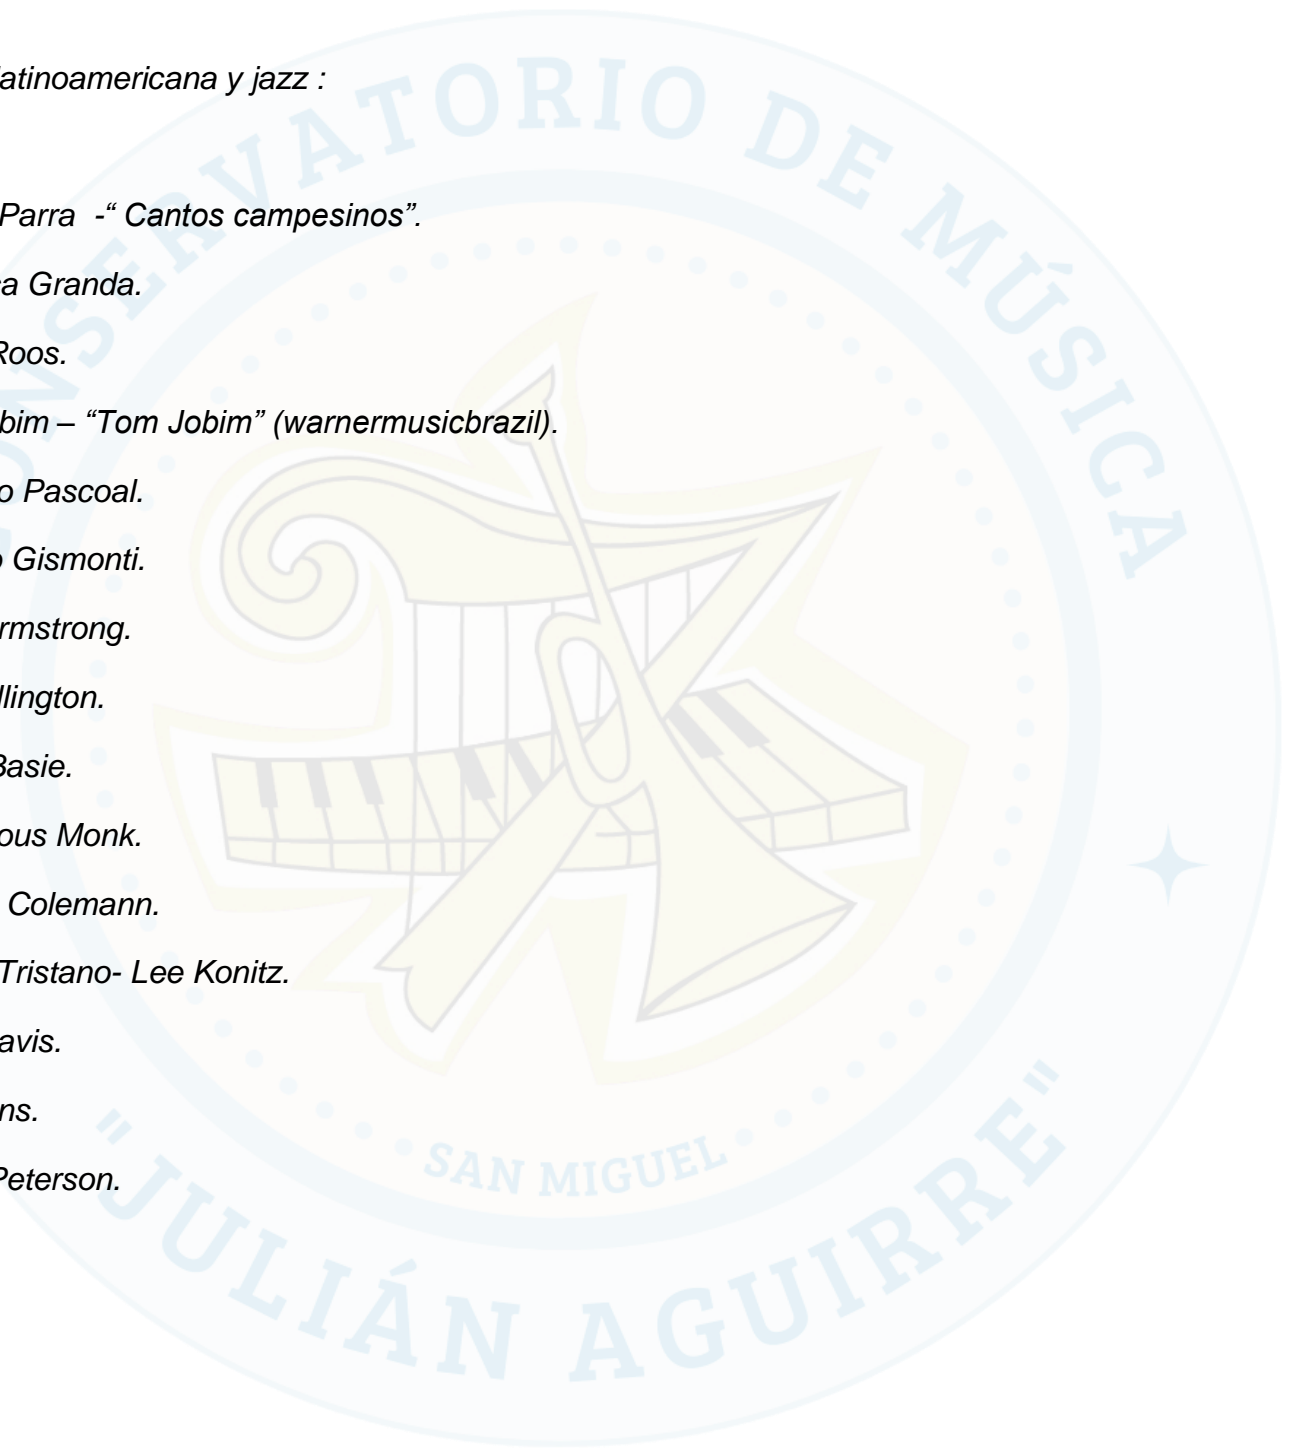 latinoamericana y jazz :
Parra -“ Cantos campesinos”.
a Granda.
Roos.
bim – “Tom Jobim” (warnermusicbrazil).
o Pascoal.
o Gismonti.
rmstrong.
llington.
Basie.
ous Monk.
Colemann.
Tristano- Lee Konitz.
avis.
ns.
Peterson.
CONSERVATORIO DE MÚSICA
SAN MIGUEL
"JULIÁN AGUIRRE"